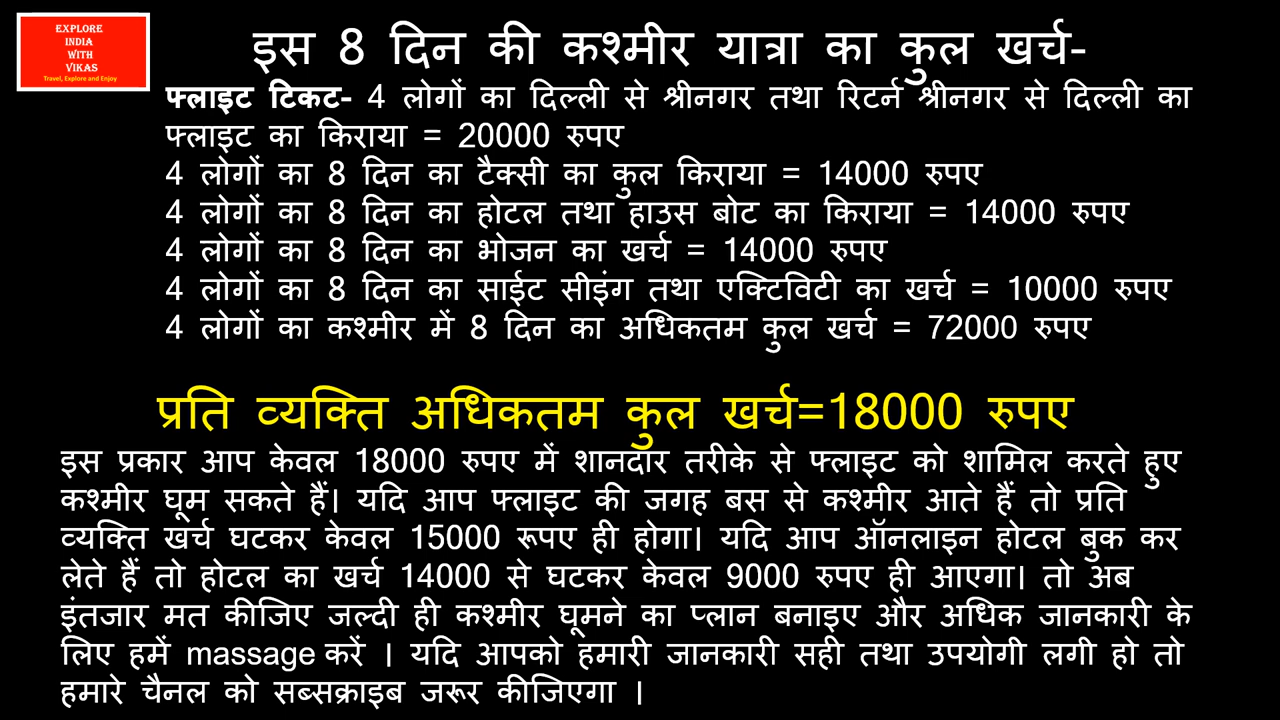 EXPLORE
INDIA
WITH
VIKAS
Travel, Explore and Enjoy
इस 8 दिन की कश्मीर यात्रा का कुल खर्च-
फ्लाइट टिकट- 4 लोगों का दिल्ली से श्रीनगर तथा रिटर्न श्रीनगर से दिल्ली का
फ्लाइट का किराया = 20000 रुपए
4 लोगों का 8 दिन का टैक्सी का कुल किराया = 14000 रुपए
4 लोगों का 8 दिन का होटल तथा हाउस बोट का किराया = 14000 रुपए
4 लोगों का 8 दिन का भोजन का खर्च = 14000 रुपए
4 लोगों का 8 दिन का साईट सीइंग तथा एक्टिविटी का खर्च = 10000 रुपए
4 लोगों का कश्मीर में 8 दिन का अधिकतम कुल खर्च = 72000 रुपए
प्रति व्यक्ति अधिकतम कुल खर्च=18000 रुपए
इस प्रकार आप केवल 18000 रुपए में शानदार तरीके से फ्लाइट को शामिल करते हुए
कश्मीर घूम सकते हैं। यदि आप फ्लाइट की जगह बस से कश्मीर आते हैं तो प्रति
व्यक्ति खर्च घटकर केवल 15000 रूपए ही होगा। यदि आप ऑनलाइन होटल बुक कर
लेते हैं तो होटल का खर्च 14000 से घटकर केवल 9000 रुपए ही आएगा। तो अब
इंतजार मत कीजिए जल्दी ही कश्मीर घूमने का प्लान बनाइए और अधिक जानकारी के
लिए हमें massage करें । यदि आपको हमारी जानकारी सही तथा उपयोगी लगी हो तो
हमारे चैनल को सब्सक्राइब जरूर कीजिएगा ।